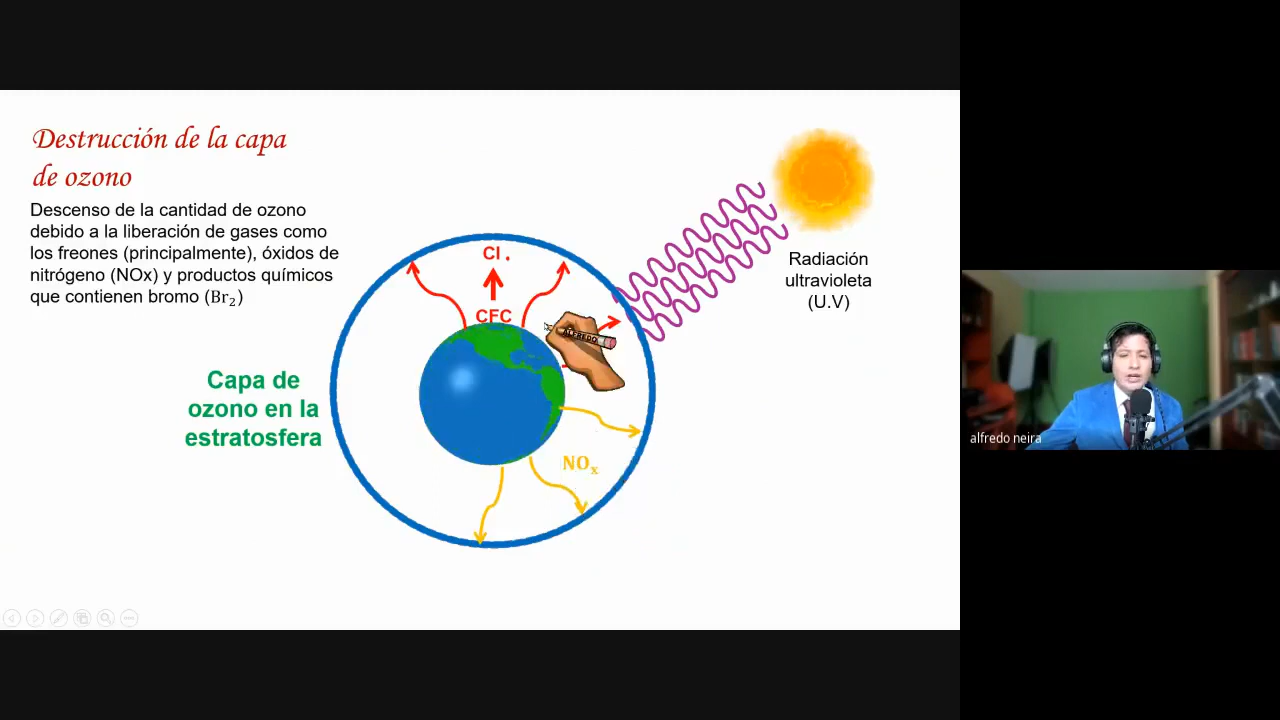 Destrucción de la capa
de ozono
Descenso de la cantidad de ozono
debido a la liberación de gases como
los freones (principalmente), óxidos de
nitrógeno (NOx) y productos químicos
que contienen bromo (Br₂)
Capa de
ozono en la
estratosfera
Cl .
CFC
ALFREDO
NOₓ
Radiación
ultravioleta
(U.V)
alfredo neira